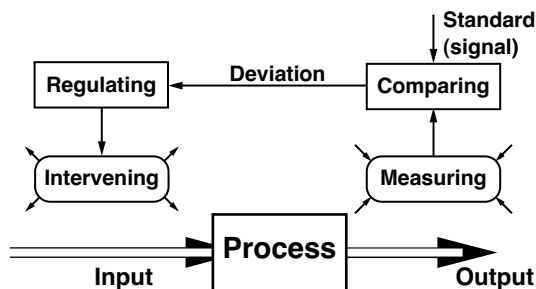 Standard
(signal)
Regulating
Deviation
Comparing
Intervening
Measuring
Process
Input
Output